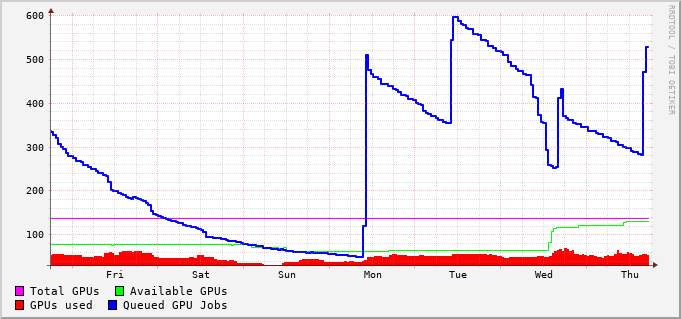 600
500
400
300
200
100
Fri Sat Sun Mon Tue Wed Thu
Total GPUs Available GPUs
GPUs used Queued GPU Jobs
RRDTOOL / TOBI OETIKER